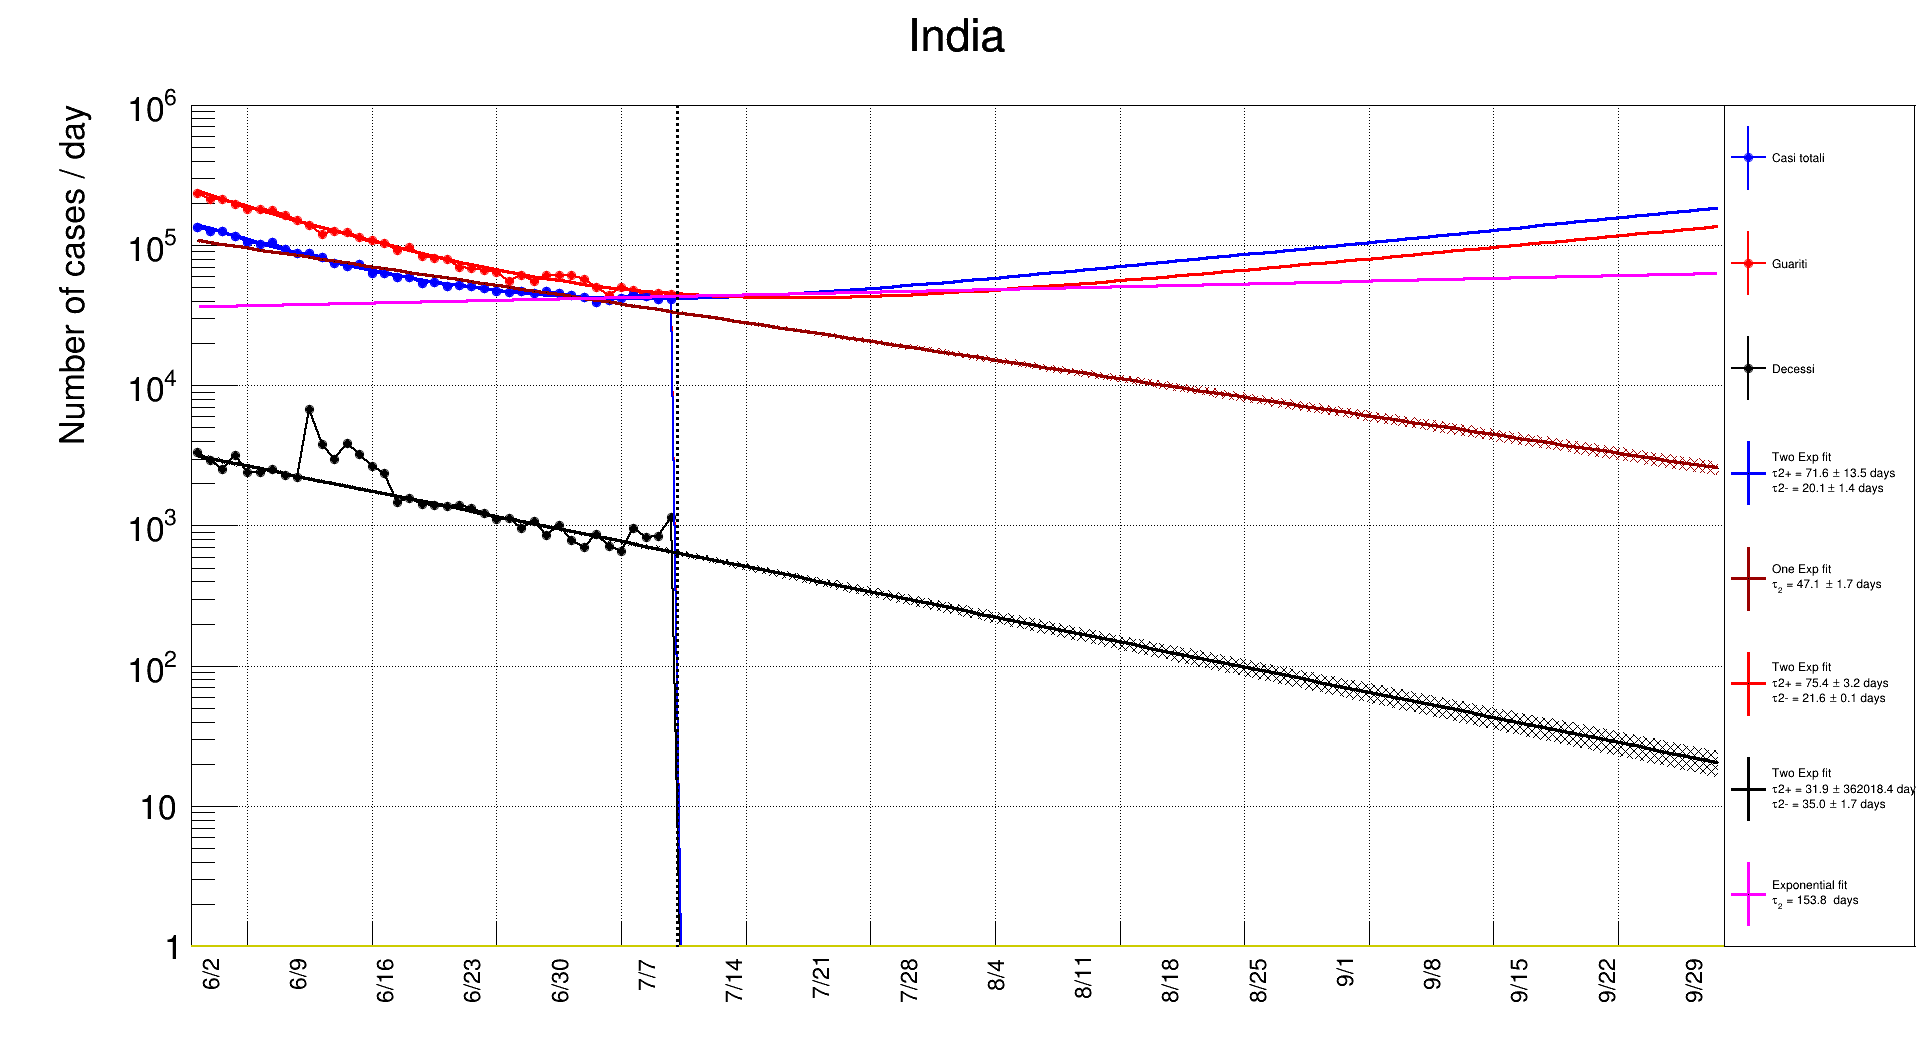 India
Number of cases / day
10^6
10^5
10^4
10^3
10^2
10
1
6/2 6/9 6/16 6/23 6/30 7/7 7/14 7/21 7/28 8/4 8/11 8/18 8/25 9/1 9/8 9/15 9/22 9/29
Casi totali
Guariti
Decessi
Two Exp fit
τ2+ = 71.6 ± 13.5 days
τ2- = 20.1 ± 1.4 days
One Exp fit
τ₂ = 47.1 ± 1.7 days
Two Exp fit
τ2+ = 75.4 ± 3.2 days
τ2- = 21.6 ± 0.1 days
Two Exp fit
τ2+ = 31.9 ± 362018.4 day
τ2- = 35.0 ± 1.7 days
Exponential fit
τ₂ = 153.8 days